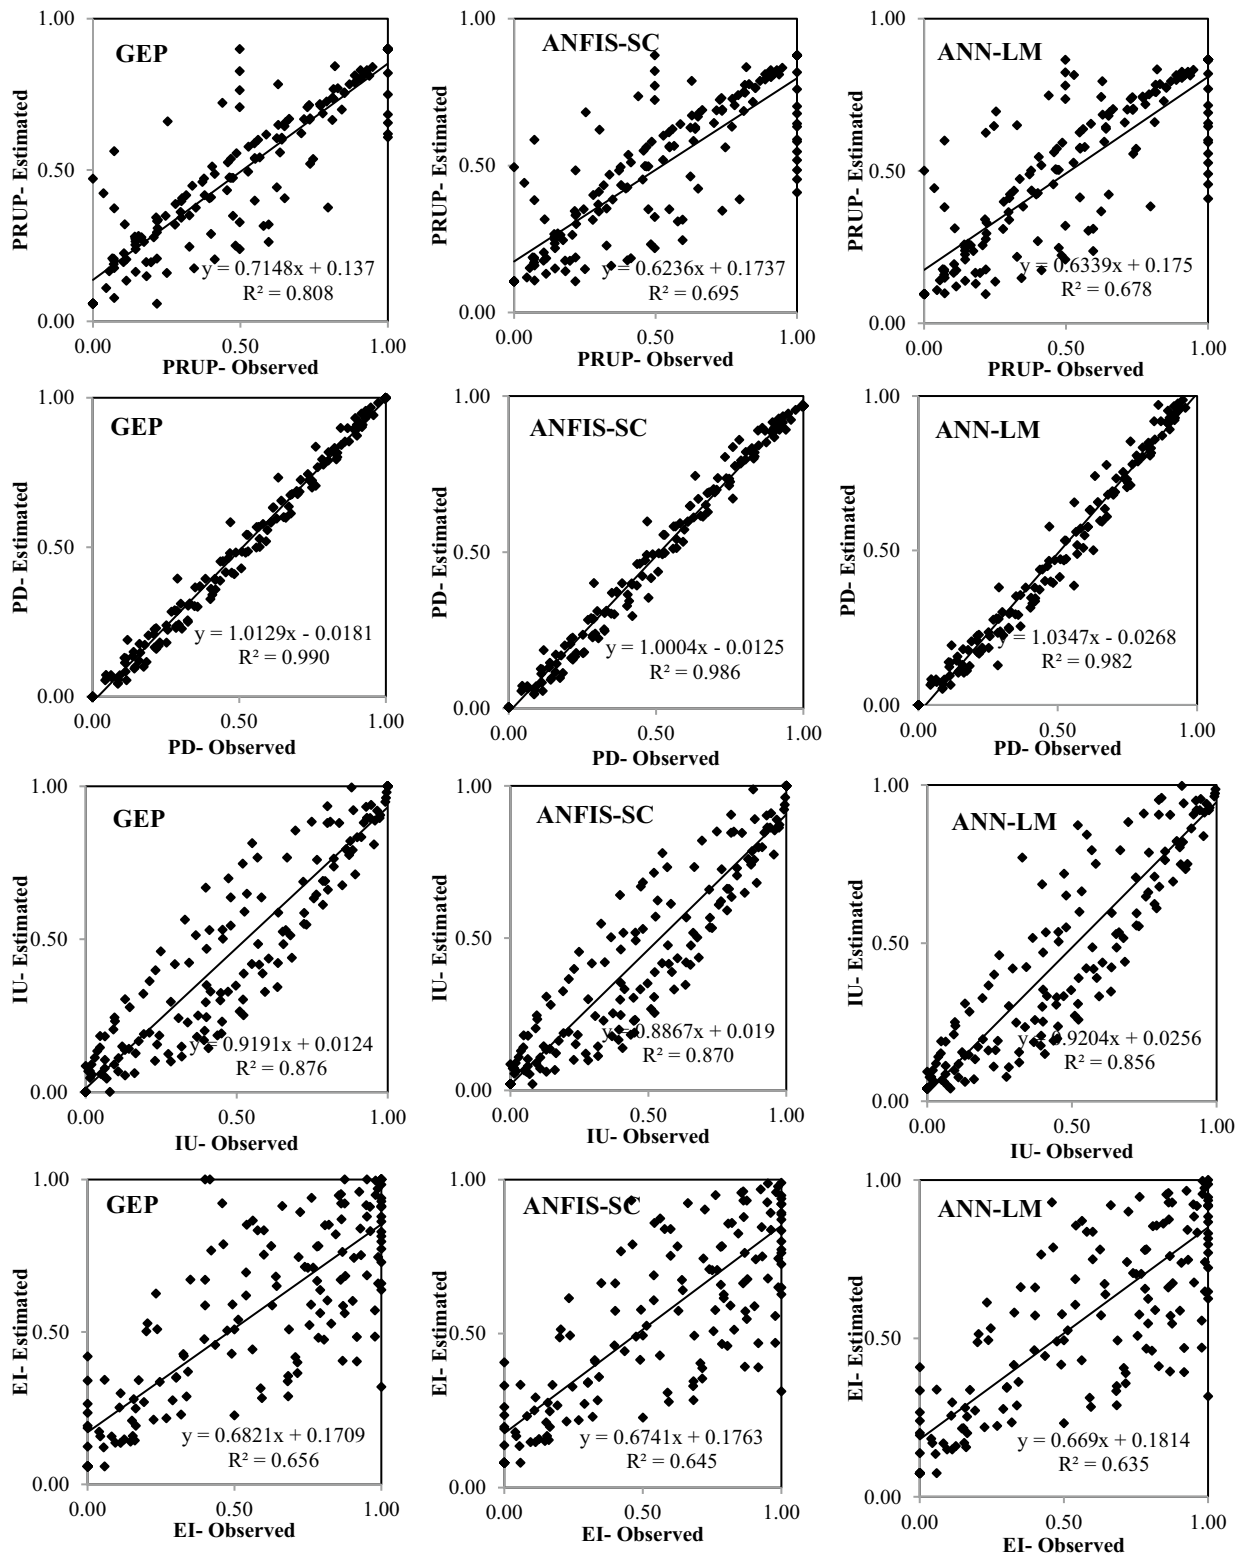 1.00
GEP
PRUP- Estimated
0.50
y = 0.7148x + 0.137
R² = 0.808
0.00
0.00 0.50 1.00
PRUP- Observed
1.00
ANFIS-SC
PRUP- Estimated
0.50
y = 0.6236x + 0.1737
R² = 0.695
0.00
0.00 0.50 1.00
PRUP- Observed
1.00
ANN-LM
PRUP- Estimated
0.50
y = 0.6339x + 0.175
R² = 0.678
0.00
0.00 0.50 1.00
PRUP- Observed
1.00
GEP
PD- Estimated
0.50
y = 1.0129x - 0.0181
R² = 0.990
0.00
0.00 0.50 1.00
PD- Observed
1.00
ANFIS-SC
PD- Estimated
0.50
y = 1.0004x - 0.0125
R² = 0.986
0.00
0.00 0.50 1.00
PD- Observed
1.00
ANN-LM
PD- Estimated
0.50
y = 1.0347x - 0.0268
R² = 0.982
0.00
0.00 0.50 1.00
PD- Observed
1.00
GEP
IU- Estimated
0.50
y = 0.9191x + 0.0124
R² = 0.876
0.00
0.00 0.50 1.00
IU- Observed
1.00
ANFIS-SC
IU- Estimated
0.50
y = 0.8867x + 0.019
R² = 0.870
0.00
0.00 0.50 1.00
IU- Observed
1.00
ANN-LM
IU- Estimated
0.50
y = 0.9204x + 0.0256
R² = 0.856
0.00
0.00 0.50 1.00
IU- Observed
1.00
GEP
EI- Estimated
0.50
y = 0.6821x + 0.1709
R² = 0.656
0.00
0.00 0.50 1.00
EI- Observed
1.00
ANFIS-SC
EI- Estimated
0.50
y = 0.6741x + 0.1763
R² = 0.645
0.00
0.00 0.50 1.00
EI- Observed
1.00
ANN-LM
EI- Estimated
0.50
y = 0.669x + 0.1814
R² = 0.635
0.00
0.00 0.50 1.00
EI- Observed